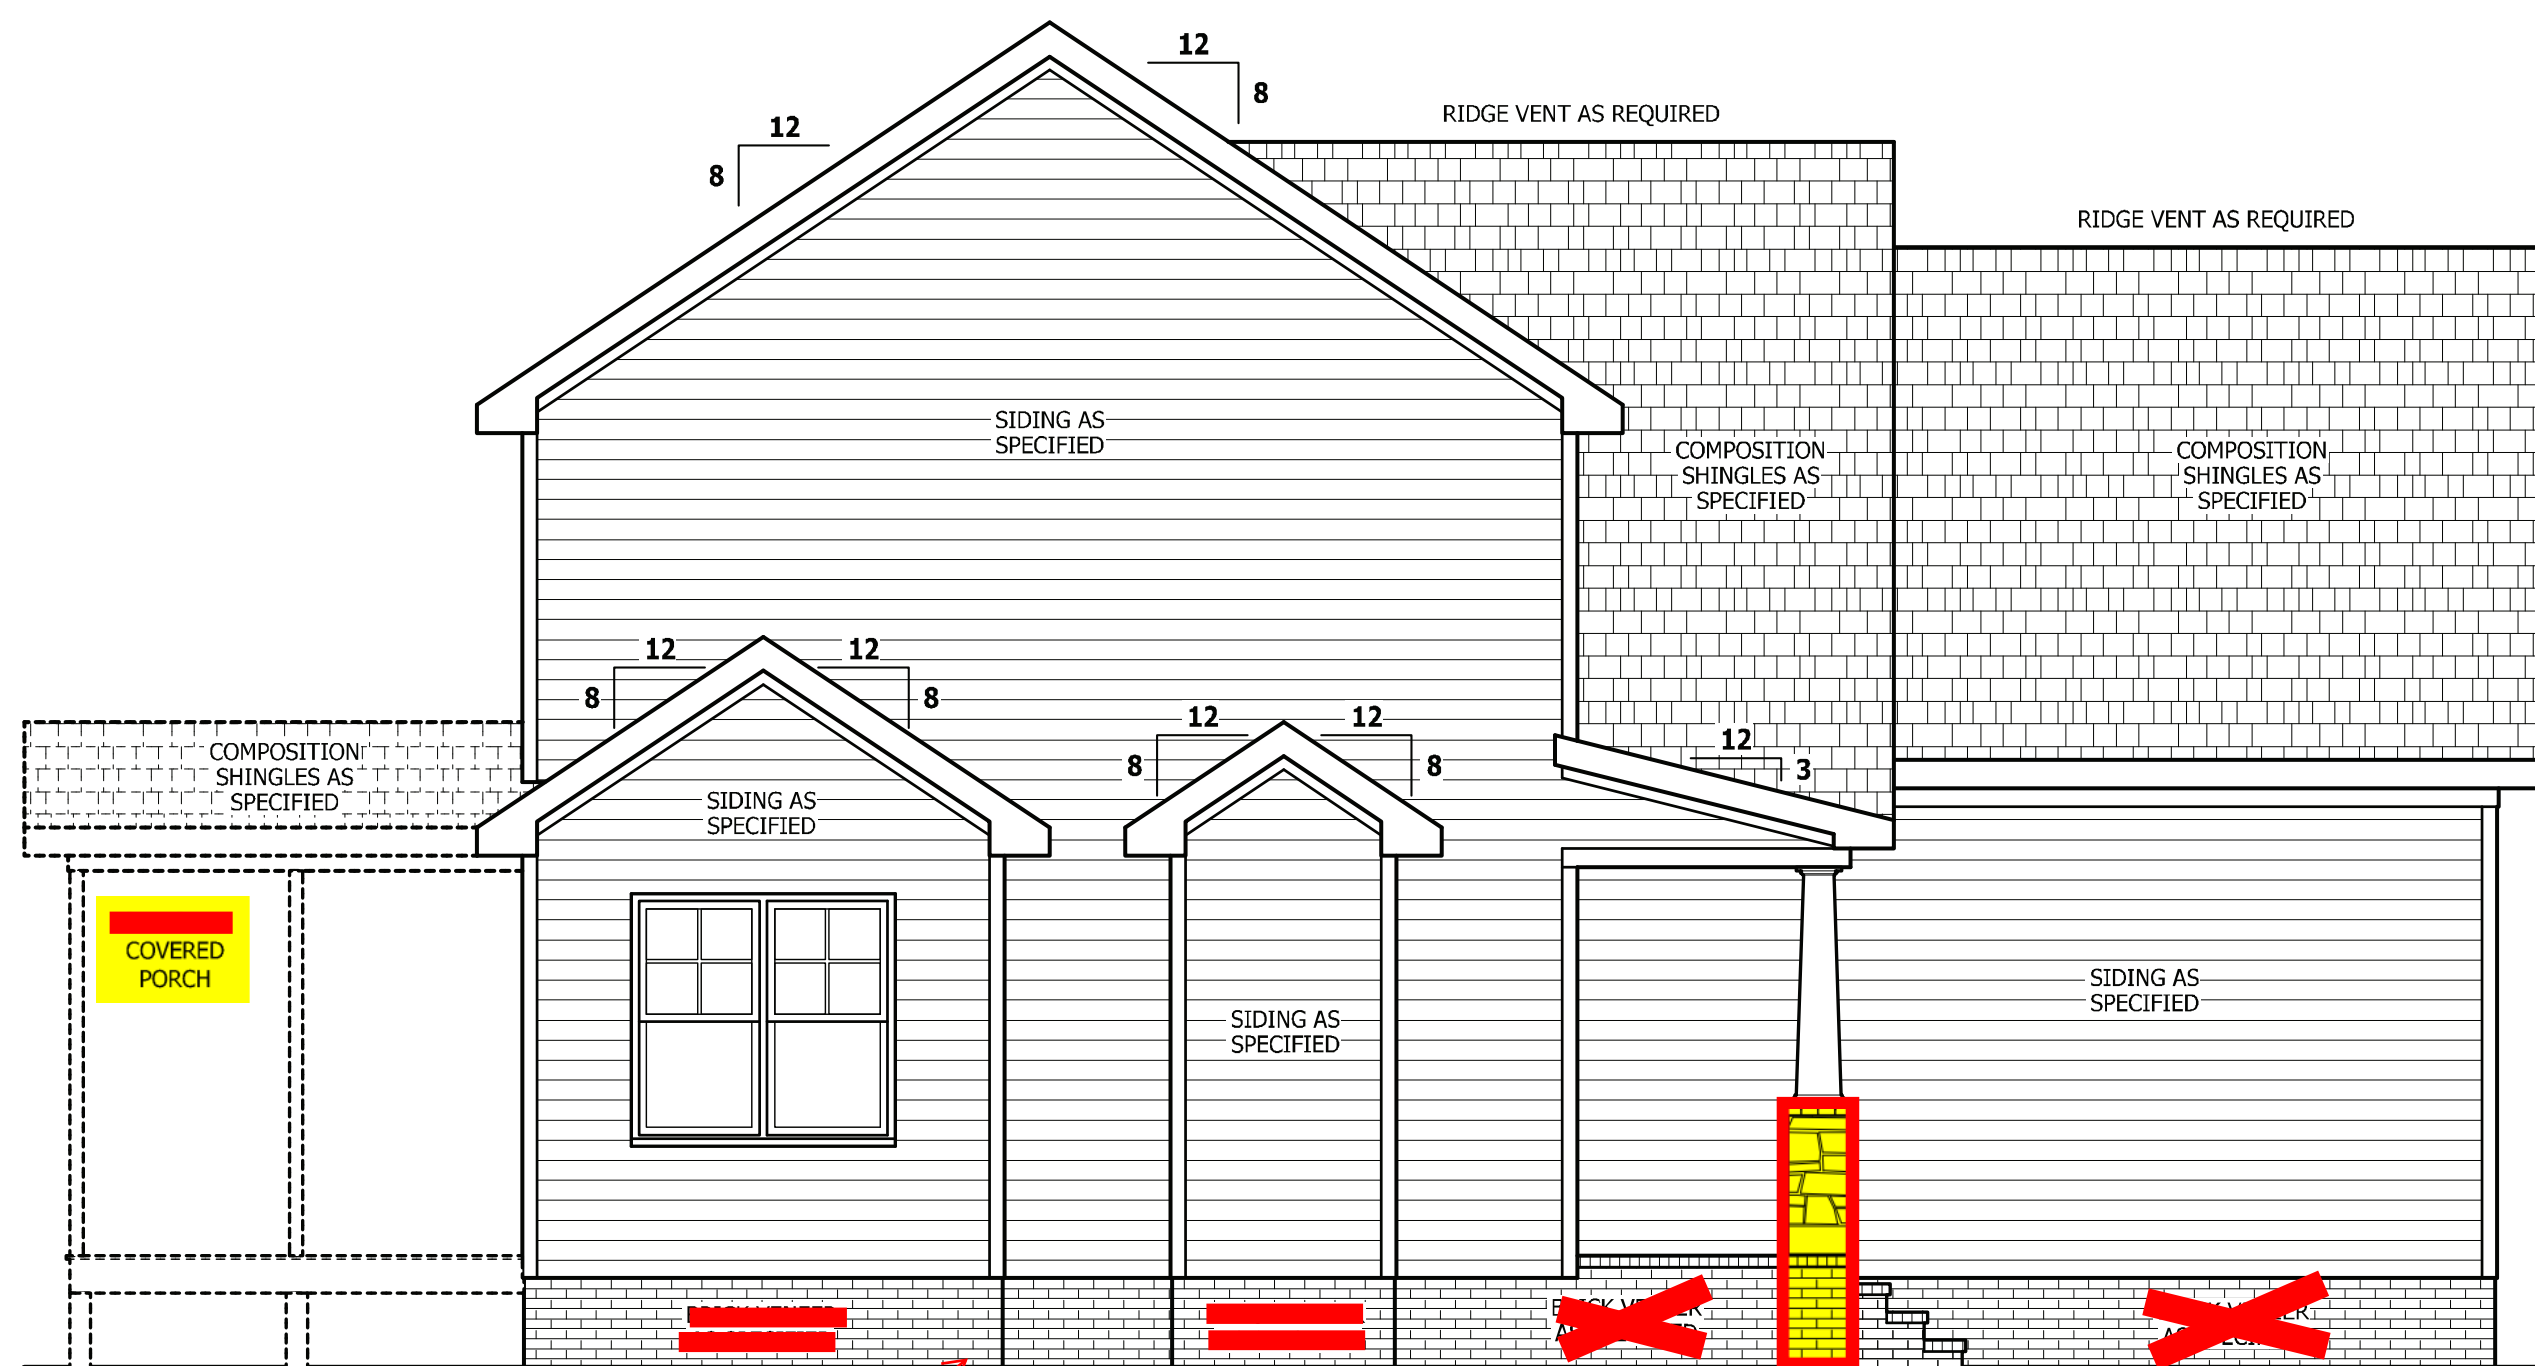 12
8
RIDGE VENT AS REQUIRED
12
8
RIDGE VENT AS REQUIRED
SIDING AS
SPECIFIED
COMPOSITION
SHINGLES AS
SPECIFIED
COMPOSITION
SHINGLES AS
SPECIFIED
12
12
8
8
12
12
8
8
12
3
COMPOSITION
SHINGLES AS
SPECIFIED
SIDING AS
SPECIFIED
COVERED
PORCH
SIDING AS
SPECIFIED
SIDING AS
SPECIFIED